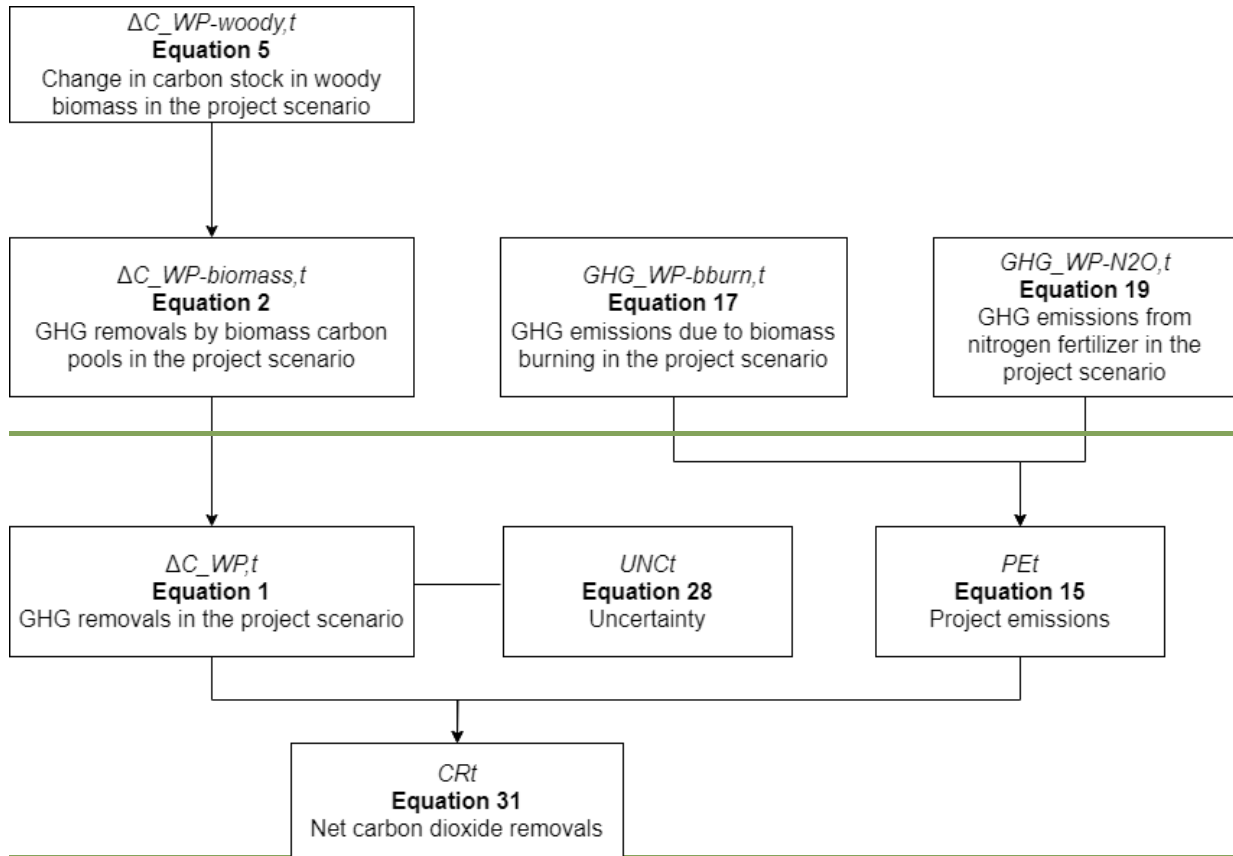 ΔC_WP-woody,t
Equation 5
Change in carbon stock in woody
biomass in the project scenario
ΔC_WP-biomass,t
Equation 2
GHG removals by biomass carbon
pools in the project scenario
GHG_WP-bburn,t
Equation 17
GHG emissions due to biomass
burning in the project scenario
GHG_WP-N2O,t
Equation 19
GHG emissions from
nitrogen fertilizer in the
project scenario
ΔC_WP,t
Equation 1
GHG removals in the project scenario
UNCt
Equation 28
Uncertainty
PEt
Equation 15
Project emissions
CRt
Equation 31
Net carbon dioxide removals